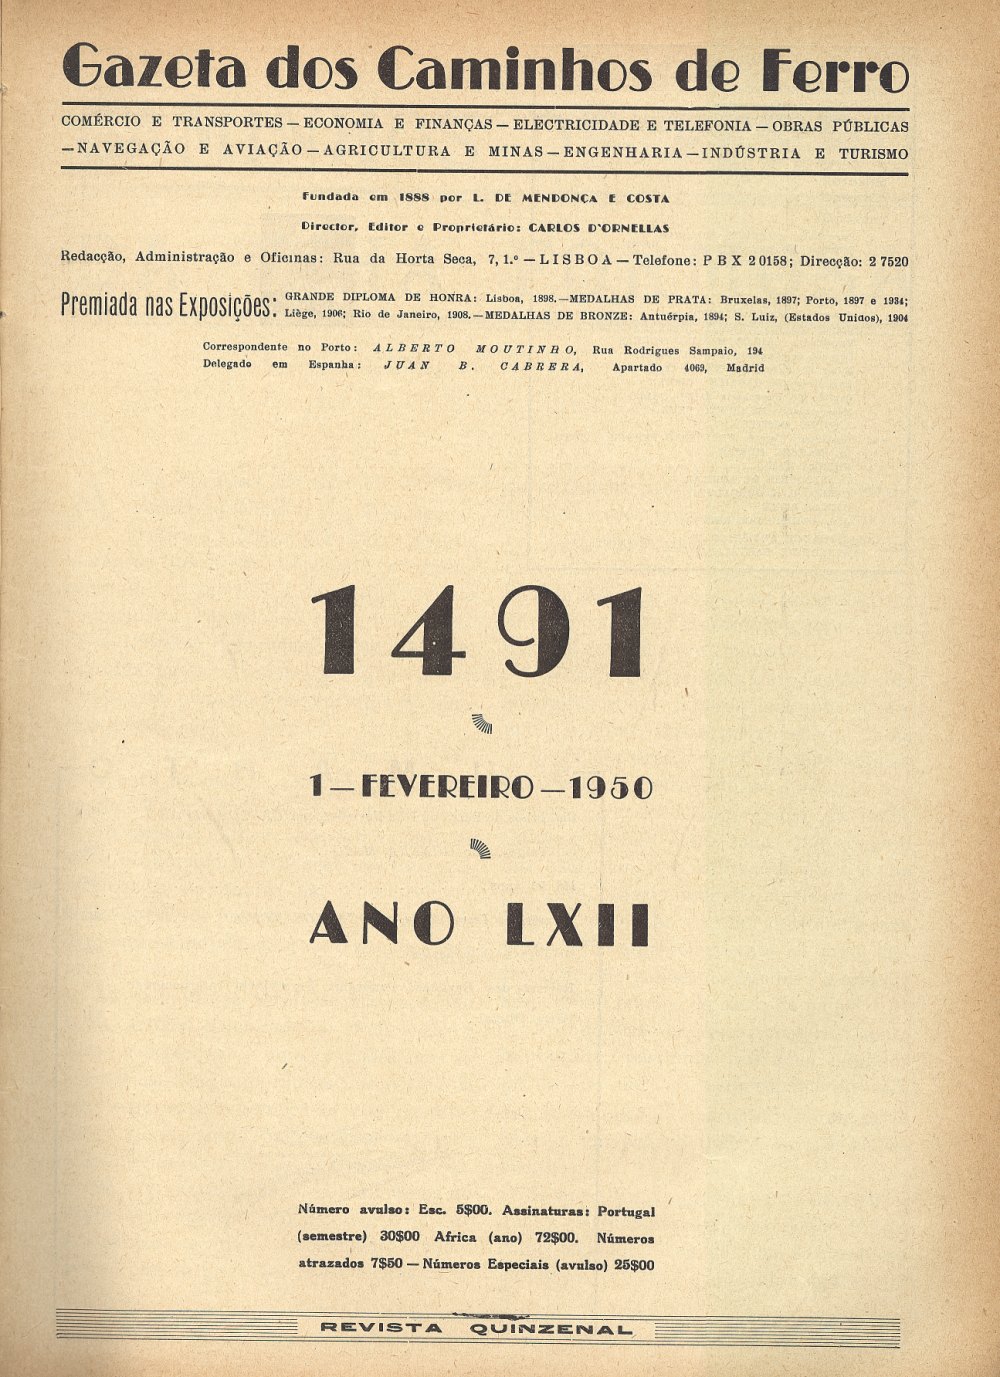 Gazeta dos Caminhos de Ferro
COMÉRCIO E TRANSPORTES — ECONOMIA E FINANÇAS — ELECTRICIDADE E TELEFONIA — OBRAS PÚBLICAS
— NAVEGAÇÃO E AVIAÇÃO — AGRICULTURA E MINAS — ENGENHARIA — INDÚSTRIA E TURISMO
Fundada em 1888 por L. DE MENDONÇA E COSTA
Director, Editor e Proprietário: CARLOS D'ORNELLAS
Redacção, Administração e Oficinas: Rua da Horta Seca, 7, 1.º — LISBOA — Telefone: PBX 20158; Direcção: 27520
Premiada nas Exposições: GRANDE DIPLOMA DE HONRA: Lisboa, 1898. — MEDALHAS DE PRATA: Bruxelas, 1897; Porto, 1897 e 1934;
Liège, 1906; Rio de Janeiro, 1908. — MEDALHAS DE BRONZE: Antuérpia, 1894; S. Luiz, (Estados Unidos), 1904
Correspondente no Porto: ALBERTO MOUTINHO, Rua Rodrigues Sampaio, 194
Delegado em Espanha: JUAN B. CABRERA, Apartado 4069, Madrid
1491
1 — FEVEREIRO — 1950
ANO LXII
Número avulso: Esc. 5$00. Assinaturas: Portugal
(semestre) 30$00 Africa (ano) 72$00. Números
atrazados 7$50 — Números Especiais (avulso) 25$00
REVISTA QUINZENAL